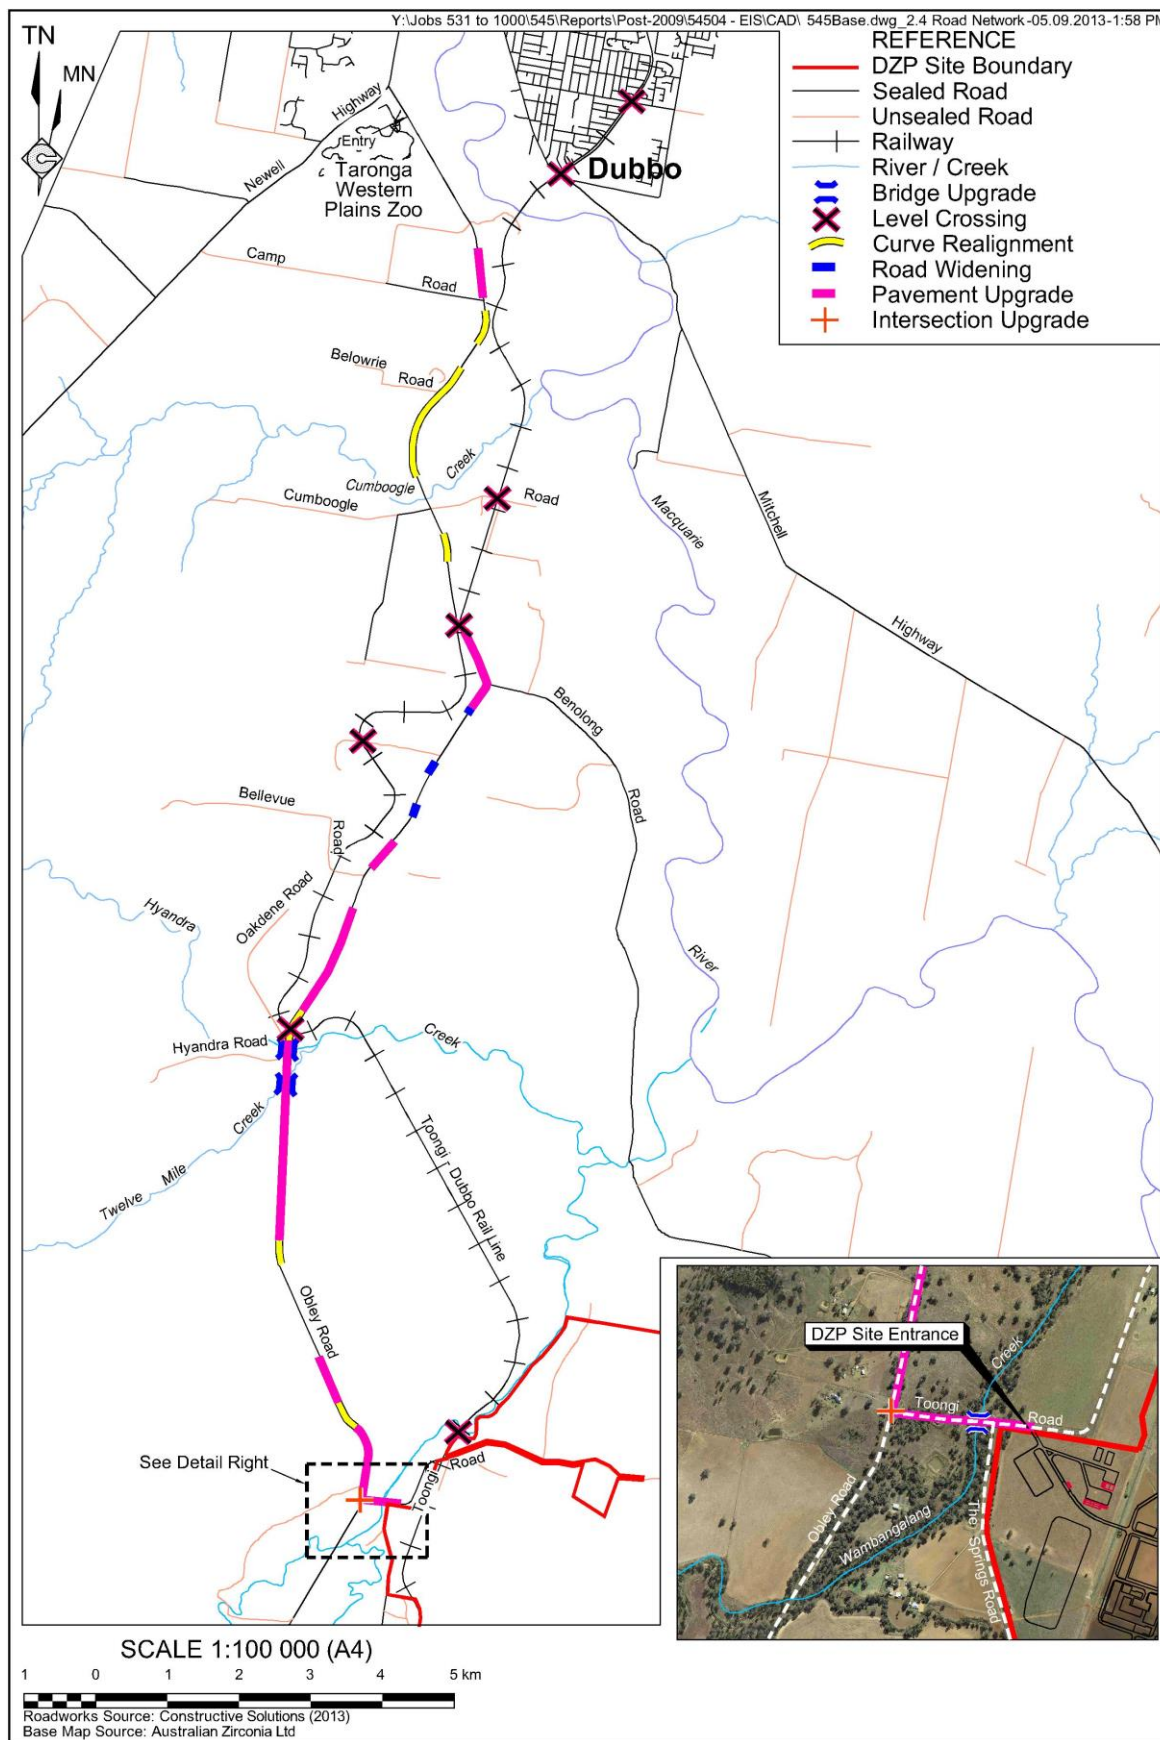 Y:\Jobs 531 to 1000\545\Reports\Post-2009\54504 - EIS\CAD\ 545Base.dwg_2.4 Road Network-05.09.2013-1:58 PM
TN
MN
REFERENCE
DZP Site Boundary
Sealed Road
Unsealed Road
Railway
River / Creek
Bridge Upgrade
Level Crossing
Curve Realignment
Road Widening
Pavement Upgrade
Intersection Upgrade
Newell
Highway
Entry
Taronga
Western
Plains Zoo
Dubbo
Camp
Road
Belowrie
Road
Cumboogle
Creek
Cumboogle
Road
Macquarie
Mitchell
Highway
Benolong
Road
Bellevue
Road
Oakdene Road
Hyandra
River
Hyandra Road
Creek
Creek
Mile
Twelve
Toongi - Dubbo Rail Line
Obley Road
See Detail Right
Toongi
Road
DZP Site Entrance
Creek
Toongi
Road
Obley Road
Wambangalang
The Springs Road
SCALE 1:100 000 (A4)
1 0 1 2 3 4 5 km
Roadworks Source: Constructive Solutions (2013)
Base Map Source: Australian Zirconia Ltd